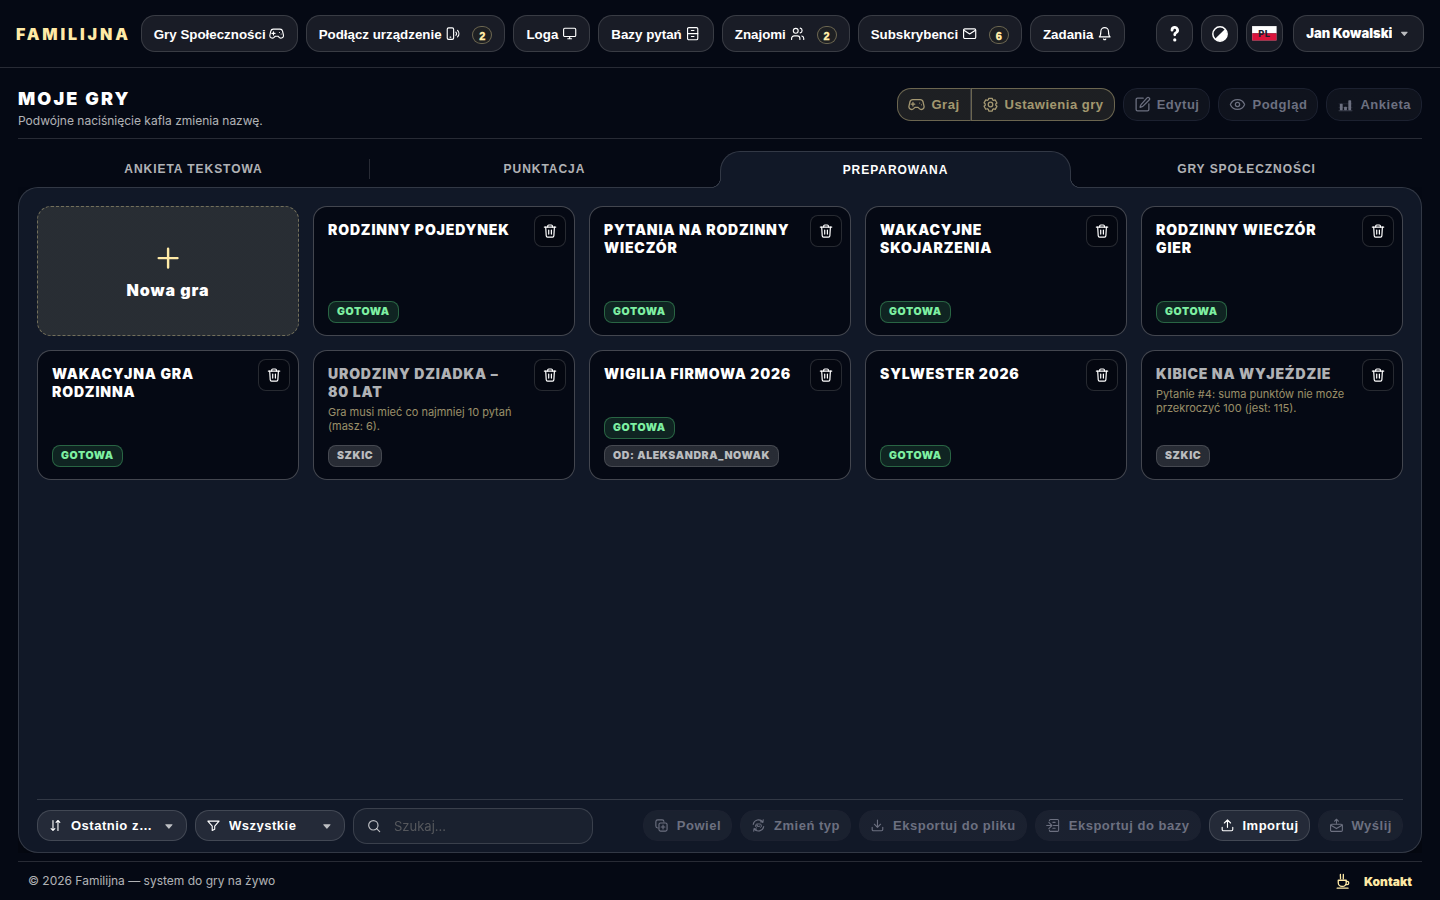 FAMILIJNA
Gry Społeczności
Podłącz urządzenie 2
Loga
Bazy pytań
Znajomi 2
Subskrybenci 6
Zadania
?
PL
Jan Kowalski
MOJE GRY
Podwójne naciśnięcie kafla zmienia nazwę.
Graj
Ustawienia gry
Edytuj
Podgląd
Ankieta
ANKIETA TEKSTOWA
PUNKTACJA
PREPAROWANA
GRY SPOŁECZNOŚCI
Nowa gra
RODZINNY POJEDYNEK
GOTOWA
PYTANIA NA RODZINNY
WIECZÓR
GOTOWA
WAKACYJNE
SKOJARZENIA
GOTOWA
RODZINNY WIECZÓR
GIER
GOTOWA
WAKACYJNA GRA
RODZINNA
GOTOWA
URODZINY DZIADKA –
80 LAT
Gra musi mieć co najmniej 10 pytań
(masz: 6).
SZKIC
WIGILIA FIRMOWA 2026
GOTOWA
OD: ALEKSANDRA_NOWAK
SYLWESTER 2026
GOTOWA
KIBICE NA WYJEŹDZIE
Pytanie #4: suma punktów nie może
przekroczyć 100 (jest: 115).
SZKIC
Ostatnio z...
Wszystkie
Szukaj...
Powiel
Zmień typ
Eksportuj do pliku
Eksportuj do bazy
Importuj
Wyślij
© 2026 Familijna — system do gry na żywo
Kontakt